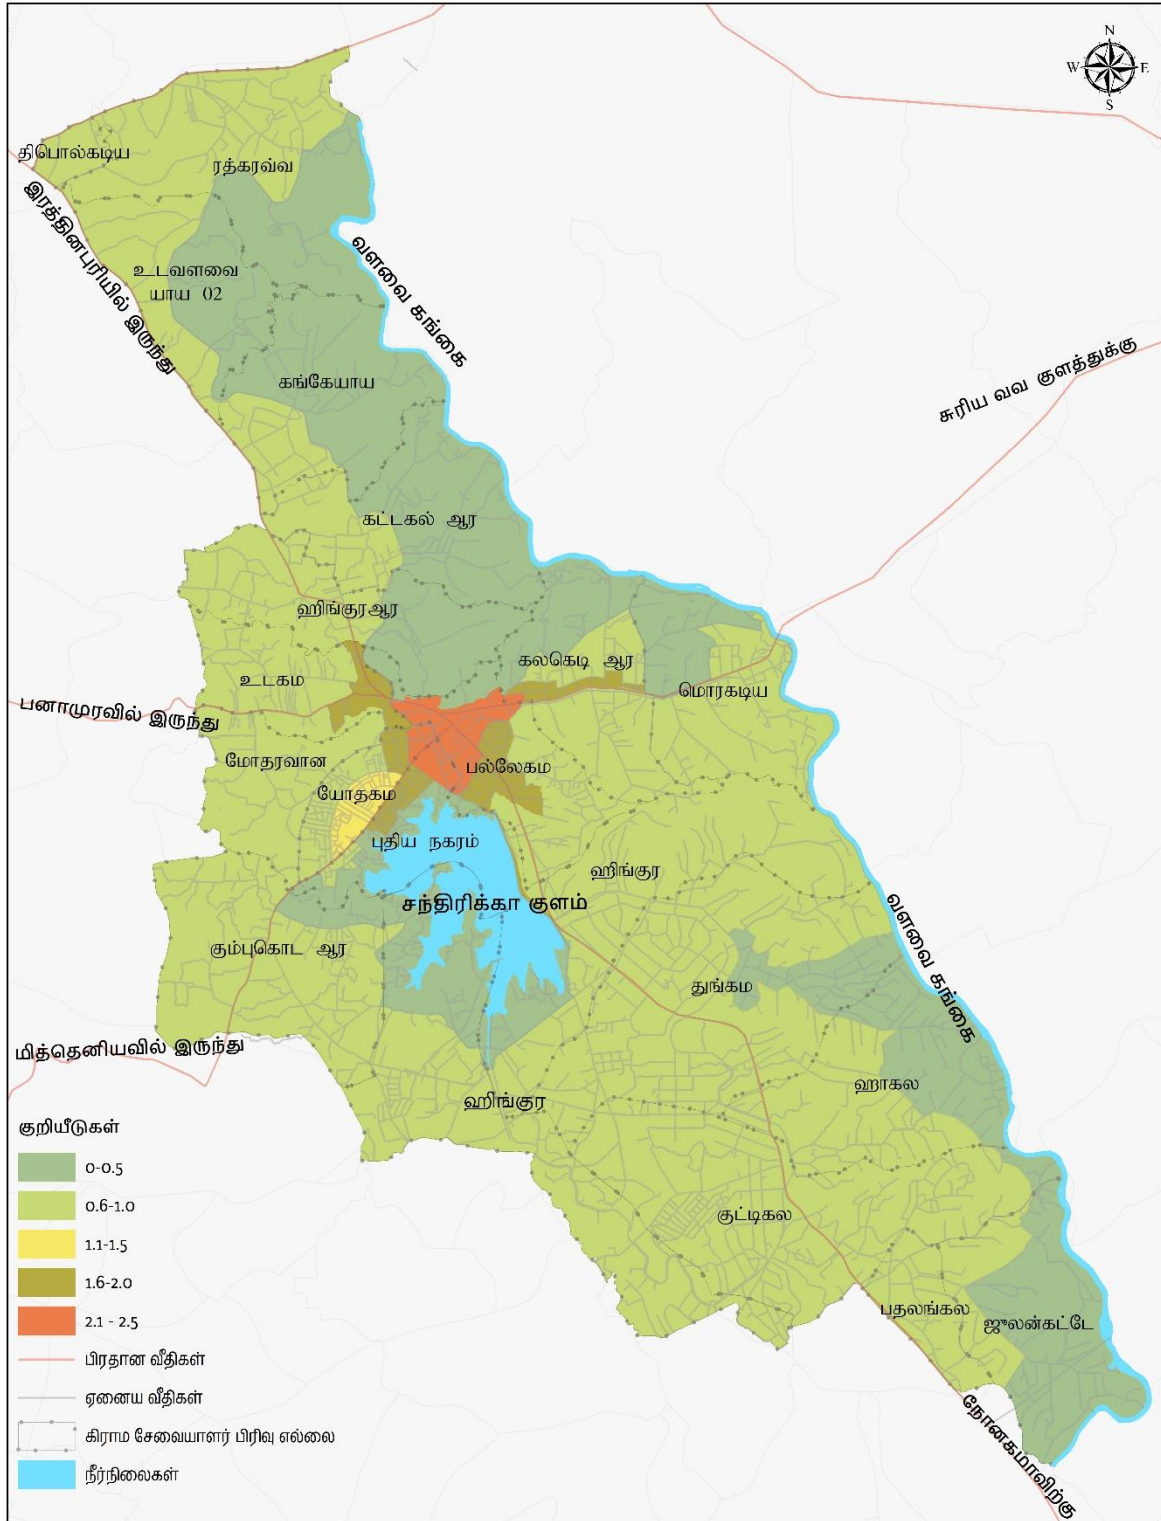 N
W E
S
திபொல்கடிய
ரத்கரவ்வ
இரத்தினபுரியில் இருந்து
உடவளவை
யாய 02
வளவை கங்கை
கங்கேயாய
சுரிய வவ குளத்துக்கு
கட்டகல் ஆர
ஹிங்குரஆர
கலகெடி ஆர
உடகம
மொரகடிய
பனாமுரவில் இருந்து
மோதரவான
பல்லேகம
யோதகம
புதிய நகரம்
ஹிங்குர
சந்திரிக்கா குளம்
வளவை கங்கை
கும்புகொட ஆர
துங்கம
மித்தெனியவில் இருந்து
ஹாகல
ஹிங்குர
குறியீடுகள்
0-0.5
0.6-1.0
1.1-1.5
1.6-2.0
2.1 - 2.5
பிரதான வீதிகள்
ஏனைய வீதிகள்
கிராம சேவையாளர் பிரிவு எல்லை
நீர்நிலைகள்
குட்டிகல
பதலங்கல
ஜுலன்கட்டே
நோனகமாவிற்கு